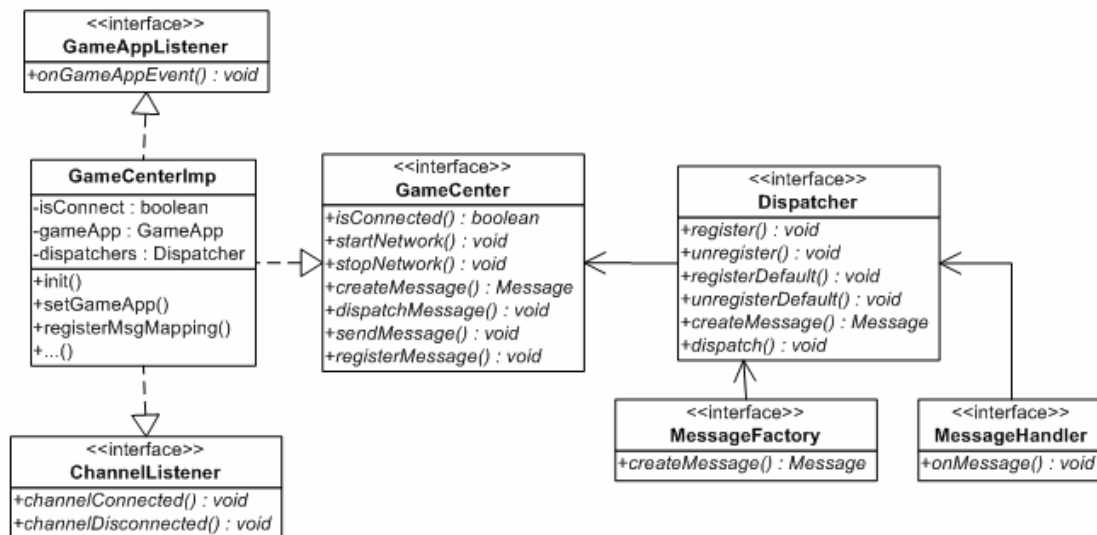 <<interface>>
GameAppListener
+onGameAppEvent() : void
GameCenterImp
-isConnect : boolean
-gameApp : GameApp
-dispatchers : Dispatcher
+init()
+setGameApp()
+registerMsgMapping()
+...()
<<interface>>
ChannelListener
+channelConnected() : void
+channelDisconnected() : void
<<interface>>
GameCenter
+isConnected() : boolean
+startNetwork() : void
+stopNetwork() : void
+createMessage() : Message
+dispatchMessage() : void
+sendMessage() : void
+registerMessage() : void
<<interface>>
Dispatcher
+register() : void
+unregister() : void
+registerDefault() : void
+unregisterDefault() : void
+createMessage() : Message
+dispatch() : void
<<interface>>
MessageFactory
+createMessage() : Message
<<interface>>
MessageHandler
+onMessage() : void